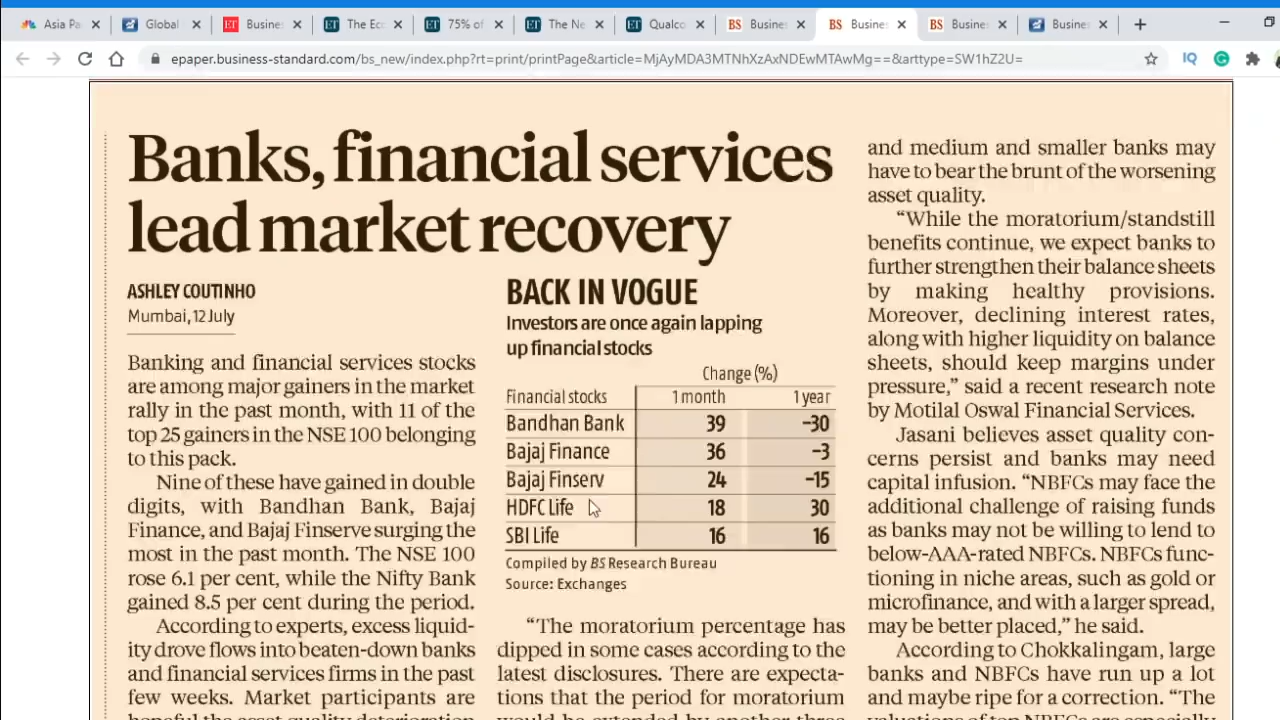 Asia Pa
Global
Busine
The Ec
75% of
The Ne
Qualco
Busine
Busine
Busine
Busine
epaper.business-standard.com/bs_new/index.php?rt=print/printPage&article=MjAyMDA3MTNhXzAxNDEwMTAwMg==&arttype=SW1hZ2U=
Banks, financial services
lead market recovery
ASHLEY COUTINHO
Mumbai, 12 July
Banking and financial services stocks
are among major gainers in the market
rally in the past month, with 11 of the
top 25 gainers in the NSE 100 belonging
to this pack.
Nine of these have gained in double
digits, with Bandhan Bank, Bajaj
Finance, and Bajaj Finserve surging the
most in the past month. The NSE 100
rose 6.1 per cent, while the Nifty Bank
gained 8.5 per cent during the period.
According to experts, excess liquid-
ity drove flows into beaten-down banks
and financial services firms in the past
few weeks. Market participants are
hopeful the asset quality deterioration
BACK IN VOGUE
Investors are once again lapping
up financial stocks
Change (%)
Financial stocks 1 month 1 year
Bandhan Bank 39 -30
Bajaj Finance 36 -3
Bajaj Finserv 24 -15
HDFC Life 18 30
SBI Life 16 16
Compiled by BS Research Bureau
Source: Exchanges
“The moratorium percentage has
dipped in some cases according to the
latest disclosures. There are expecta-
tions that the period for moratorium
would be extended by another three
and medium and smaller banks may
have to bear the brunt of the worsening
asset quality.
“While the moratorium/standstill
benefits continue, we expect banks to
further strengthen their balance sheets
by making healthy provisions.
Moreover, declining interest rates,
along with higher liquidity on balance
sheets, should keep margins under
pressure,” said a recent research note
by Motilal Oswal Financial Services.
Jasani believes asset quality con-
cerns persist and banks may need
capital infusion. “NBFCs may face the
additional challenge of raising funds
as banks may not be willing to lend to
below-AAA-rated NBFCs. NBFCs func-
tioning in niche areas, such as gold or
microfinance, and with a larger spread,
may be better placed,” he said.
According to Chokkalingam, large
banks and NBFCs have run up a lot
and maybe ripe for a correction. “The
valuations of top NBFCs are especially